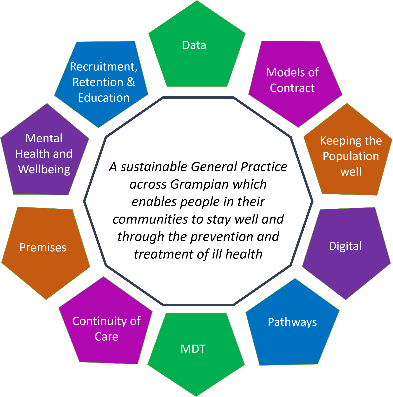 Data
Models of
Contract
Keeping the
Population
well
Digital
Pathways
MDT
Continuity of
Care
Premises
Mental
Health and
Wellbeing
Recruitment,
Retention &
Education
A sustainable General Practice
across Grampian which
enables people in their
communities to stay well and
through the prevention and
treatment of ill health